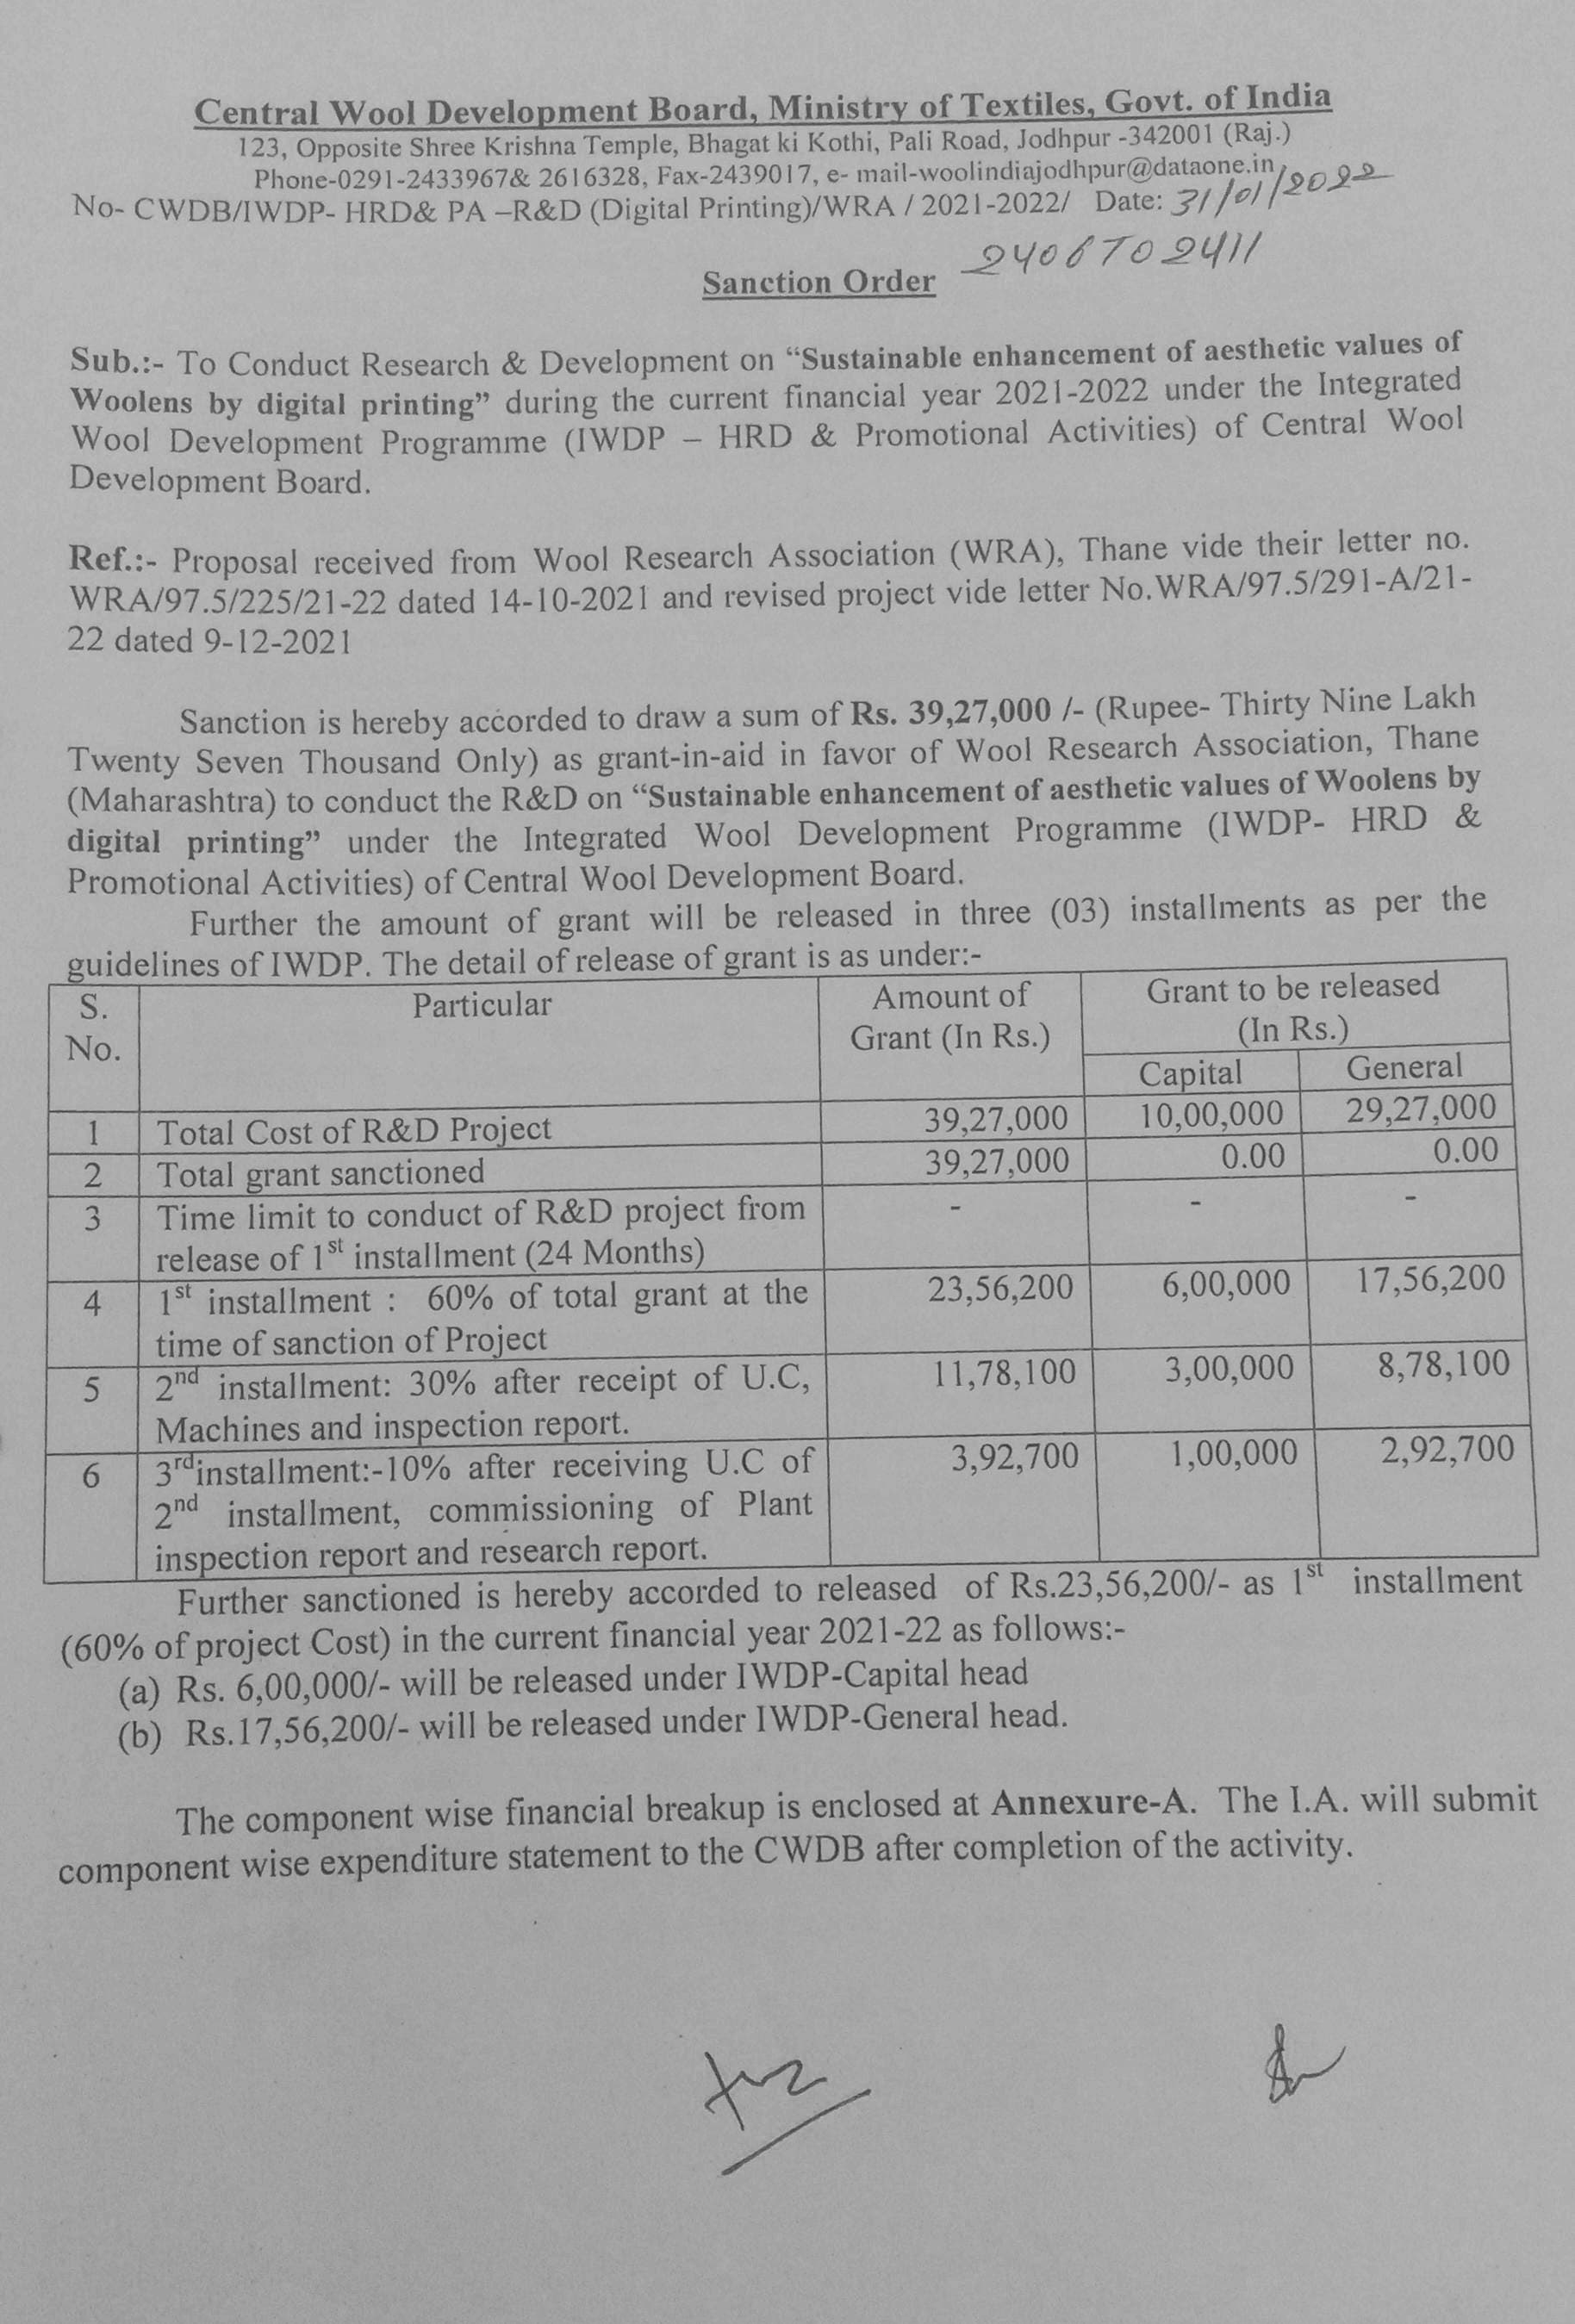 Central Wool Development Board, Ministry of Textiles, Govt. of India
123, Opposite Shree Krishna Temple, Bhagat ki Kothi, Pali Road, Jodhpur -342001 (Raj.)
Phone-0291-2433967& 2616328, Fax-2439017, e- mail-woolindiajodhpur@dataone.in
No- CWDB/IWDP- HRD& PA –R&D (Digital Printing)/WRA / 2021-2022/ Date: 31/01/2022
2406 TO 2411
Sanction Order
Sub.:- To Conduct Research & Development on “Sustainable enhancement of aesthetic values of
Woolens by digital printing” during the current financial year 2021-2022 under the Integrated
Wool Development Programme (IWDP – HRD & Promotional Activities) of Central Wool
Development Board.
Ref.:- Proposal received from Wool Research Association (WRA), Thane vide their letter no.
WRA/97.5/225/21-22 dated 14-10-2021 and revised project vide letter No.WRA/97.5/291-A/21-
22 dated 9-12-2021
Sanction is hereby accorded to draw a sum of Rs. 39,27,000 /- (Rupee- Thirty Nine Lakh
Twenty Seven Thousand Only) as grant-in-aid in favor of Wool Research Association, Thane
(Maharashtra) to conduct the R&D on “Sustainable enhancement of aesthetic values of Woolens by
digital printing” under the Integrated Wool Development Programme (IWDP- HRD &
Promotional Activities) of Central Wool Development Board.
Further the amount of grant will be released in three (03) installments as per the
guidelines of IWDP. The detail of release of grant is as under:-
S. No. Particular Amount of Grant (In Rs.) Grant to be released (In Rs.)
Capital General
1 Total Cost of R&D Project 39,27,000 10,00,000 29,27,000
2 Total grant sanctioned 39,27,000 0.00 0.00
3 Time limit to conduct of R&D project from - - -
release of 1st installment (24 Months)
4 1st installment : 60% of total grant at the 23,56,200 6,00,000 17,56,200
time of sanction of Project
5 2nd installment: 30% after receipt of U.C, 11,78,100 3,00,000 8,78,100
Machines and inspection report.
6 3rdinstallment:-10% after receiving U.C of 3,92,700 1,00,000 2,92,700
2nd installment, commissioning of Plant
inspection report and research report.
Further sanctioned is hereby accorded to released of Rs.23,56,200/- as 1st installment
(60% of project Cost) in the current financial year 2021-22 as follows:-
(a) Rs. 6,00,000/- will be released under IWDP-Capital head
(b) Rs.17,56,200/- will be released under IWDP-General head.
The component wise financial breakup is enclosed at Annexure-A. The I.A. will submit
component wise expenditure statement to the CWDB after completion of the activity.